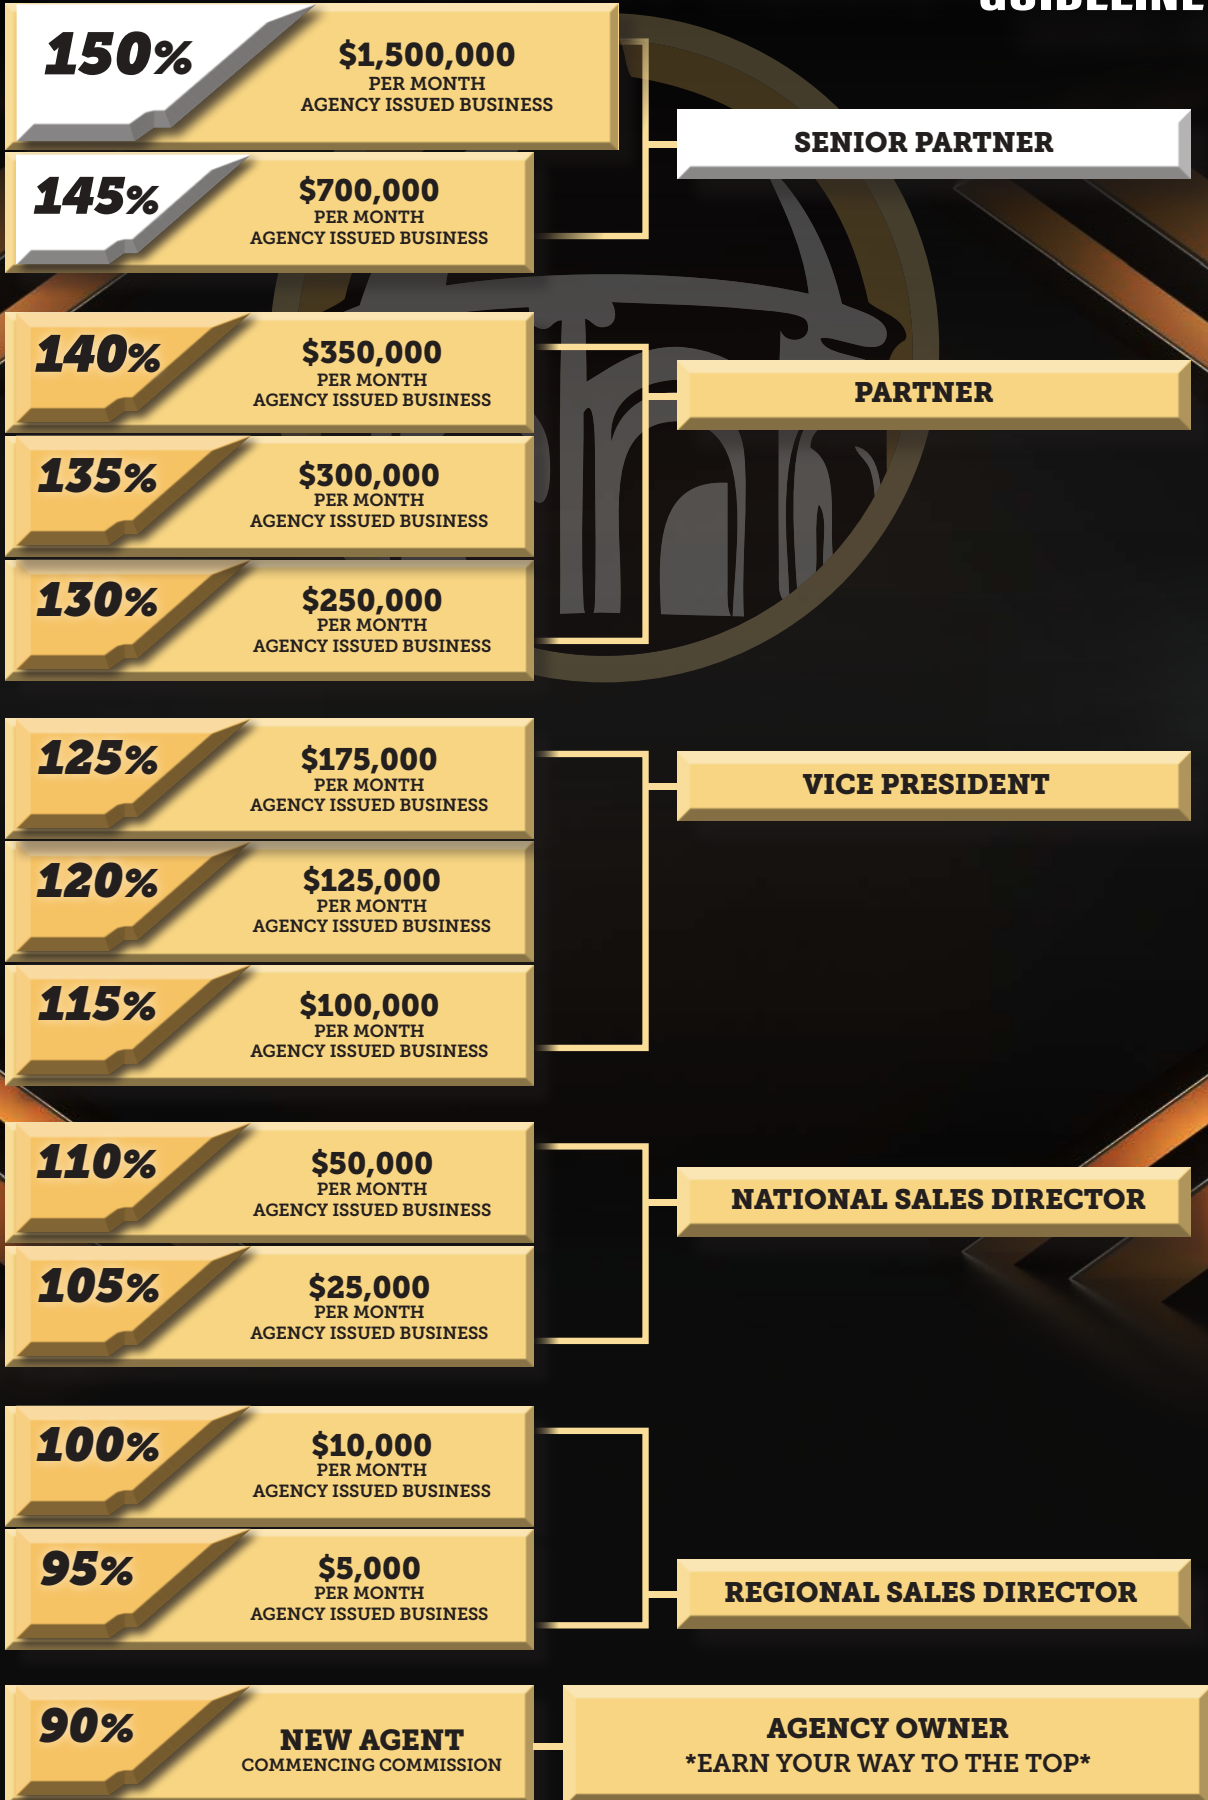 GUIDELINE
150%
$1,500,000
PER MONTH
AGENCY ISSUED BUSINESS
SENIOR PARTNER
145%
$700,000
PER MONTH
AGENCY ISSUED BUSINESS
140%
$350,000
PER MONTH
AGENCY ISSUED BUSINESS
PARTNER
135%
$300,000
PER MONTH
AGENCY ISSUED BUSINESS
130%
$250,000
PER MONTH
AGENCY ISSUED BUSINESS
125%
$175,000
PER MONTH
AGENCY ISSUED BUSINESS
VICE PRESIDENT
120%
$125,000
PER MONTH
AGENCY ISSUED BUSINESS
115%
$100,000
PER MONTH
AGENCY ISSUED BUSINESS
110%
$50,000
PER MONTH
AGENCY ISSUED BUSINESS
NATIONAL SALES DIRECTOR
105%
$25,000
PER MONTH
AGENCY ISSUED BUSINESS
100%
$10,000
PER MONTH
AGENCY ISSUED BUSINESS
95%
$5,000
PER MONTH
AGENCY ISSUED BUSINESS
REGIONAL SALES DIRECTOR
90%
NEW AGENT
COMMENCING COMMISSION
AGENCY OWNER
*EARN YOUR WAY TO THE TOP*